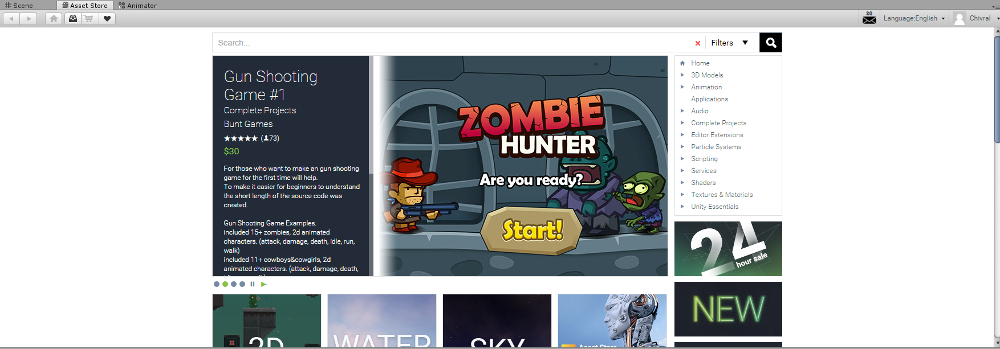 Scene
Asset Store
Animator
80
Language:English
Chivral
Search...
Filters
Gun Shooting
Game #1
Complete Projects
Bunt Games
(73)
$30
For those who want to make an gun shooting
game for the first time will help.
To make it easier for beginners to understand
the short length of the source code was
created.
Gun Shooting Game Examples.
included 15+ zombies, 2d animated
characters. (attack, damage, death, idle, run,
walk)
included 11+ cowboys&cowgirls, 2d
animated characters. (attack, damage, death,
ZOMBIE
HUNTER
Are you ready?
Start!
Home
3D Models
Animation
Applications
Audio
Complete Projects
Editor Extensions
Particle Systems
Scripting
Services
Shaders
Textures & Materials
Unity Essentials
24
hour sale
NEW
2D
WATER
SKY
Asset Store